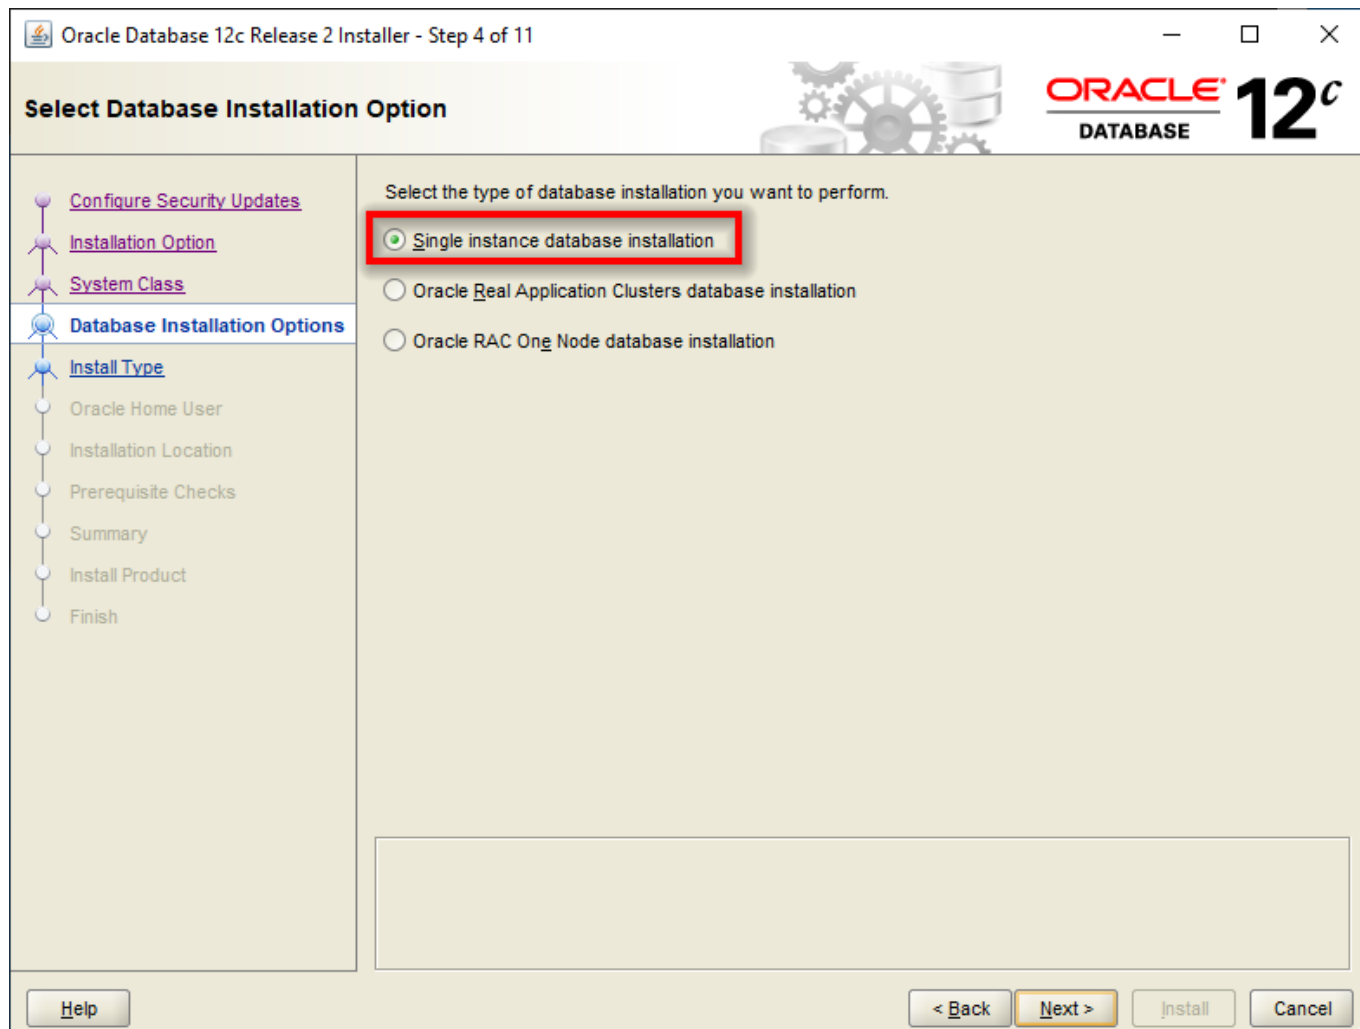 Oracle Database 12c Release 2 Installer - Step 4 of 11
Select Database Installation Option
ORACLE
DATABASE
12c
Configure Security Updates
Installation Option
System Class
Database Installation Options
Install Type
Oracle Home User
Installation Location
Prerequisite Checks
Summary
Install Product
Finish
Select the type of database installation you want to perform.
Single instance database installation
Oracle Real Application Clusters database installation
Oracle RAC One Node database installation
Help
< Back
Next >
Install
Cancel